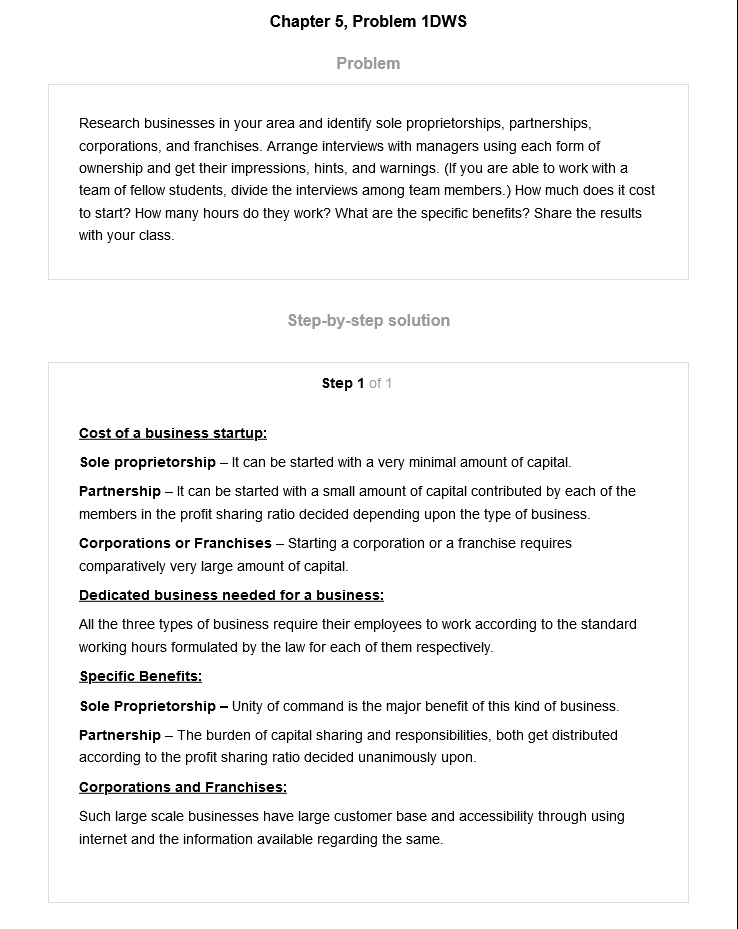 Chapter 5, Problem 1DWS
Problem
Research businesses in your area and identify sole proprietorships, partnerships,
corporations, and franchises. Arrange interviews with managers using each form of
ownership and get their impressions, hints, and warnings. (If you are able to work with a
team of fellow students, divide the interviews among team members.) How much does it cost
to start? How many hours do they work? What are the specific benefits? Share the results
with your class.
Step-by-step solution
Step 1 of 1
Cost of a business startup:
Sole proprietorship – It can be started with a very minimal amount of capital.
Partnership – It can be started with a small amount of capital contributed by each of the
members in the profit sharing ratio decided depending upon the type of business.
Corporations or Franchises – Starting a corporation or a franchise requires
comparatively very large amount of capital.
Dedicated business needed for a business:
All the three types of business require their employees to work according to the standard
working hours formulated by the law for each of them respectively.
Specific Benefits:
Sole Proprietorship – Unity of command is the major benefit of this kind of business.
Partnership – The burden of capital sharing and responsibilities, both get distributed
according to the profit sharing ratio decided unanimously upon.
Corporations and Franchises:
Such large scale businesses have large customer base and accessibility through using
internet and the information available regarding the same.